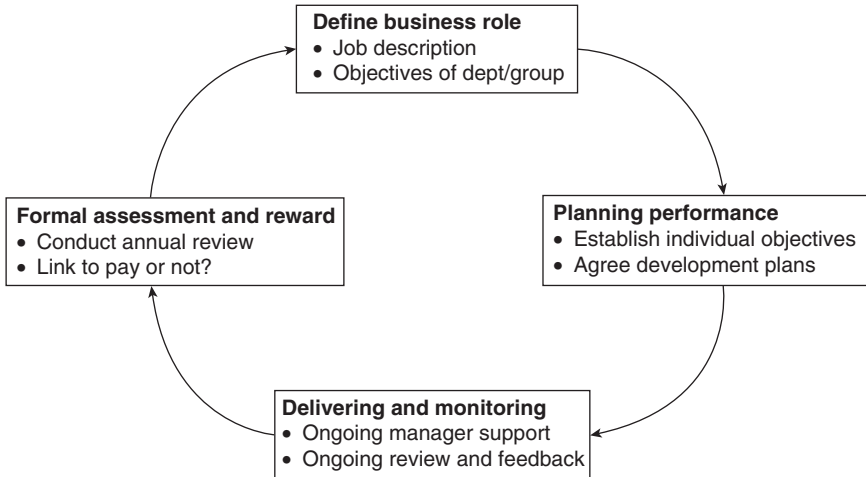 Define business role
• Job description
• Objectives of dept/group
Planning performance
• Establish individual objectives
• Agree development plans
Delivering and monitoring
• Ongoing manager support
• Ongoing review and feedback
Formal assessment and reward
• Conduct annual review
• Link to pay or not?